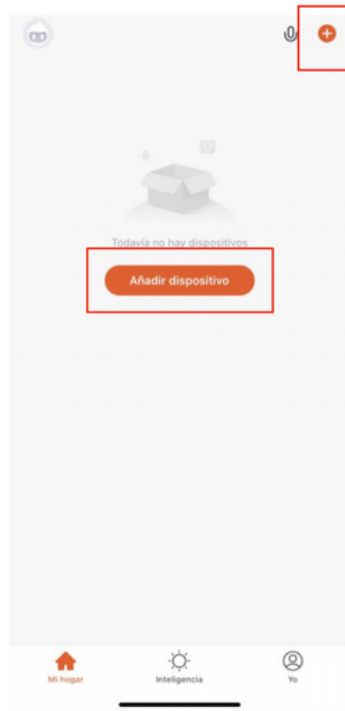 Todavía no hay dispositivos
Añadir dispositivo
Mi hogar
Inteligencia
Yo